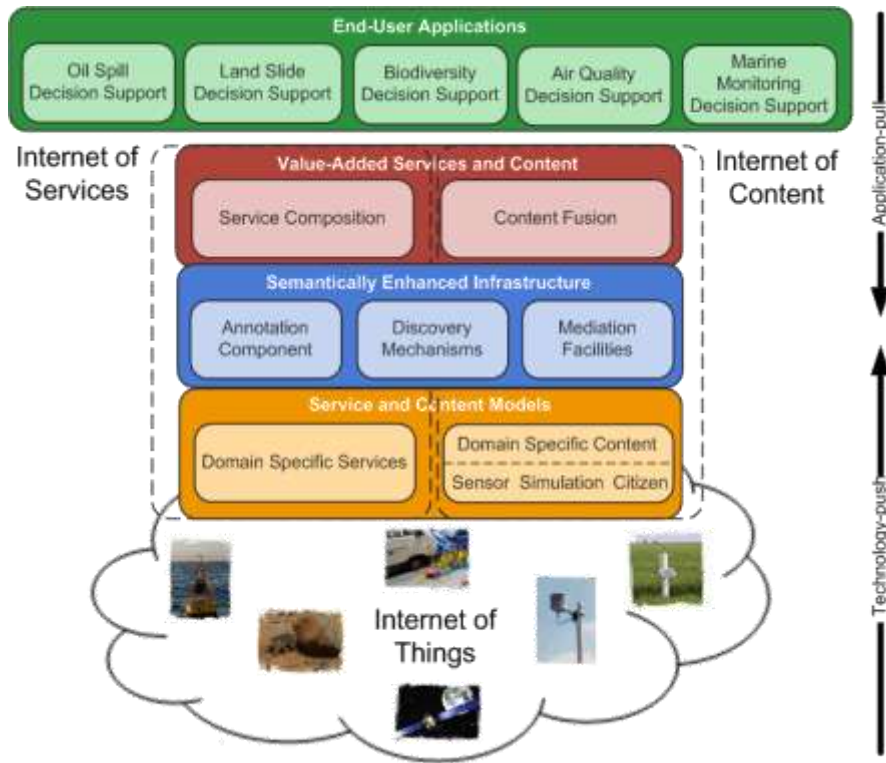 End-User Applications
Oil Spill
Decision Support
Land Slide
Decision Support
Biodiversity
Decision Support
Air Quality
Decision Support
Marine
Monitoring
Decision Support
Internet of
Services
Internet of
Content
Value-Added Services and Content
Service Composition
Content Fusion
Semantically Enhanced Infrastructure
Annotation
Component
Discovery
Mechanisms
Mediation
Facilities
Service and Content Models
Domain Specific Services
Domain Specific Content
Sensor Simulation Citizen
Internet of
Things
Application-pull
Technology-push